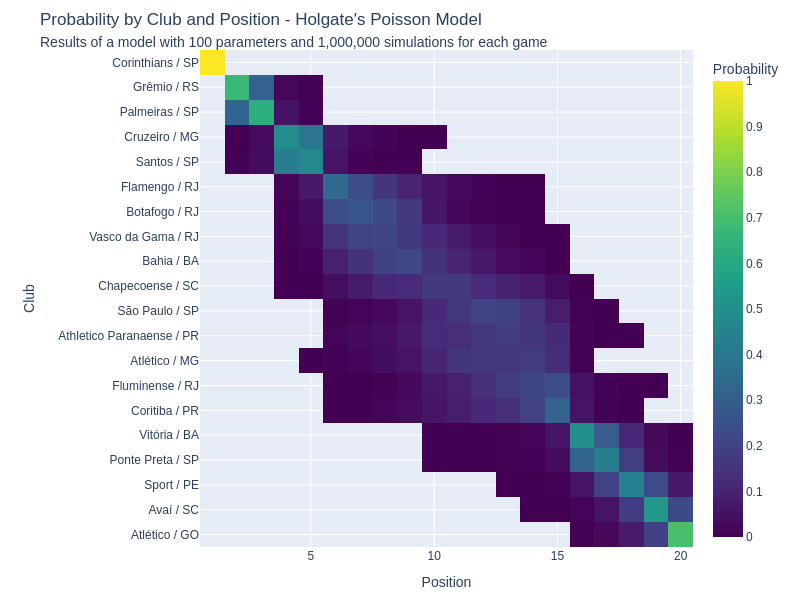 Probability by Club and Position - Holgate's Poisson Model
Results of a model with 100 parameters and 1,000,000 simulations for each game
Probability
Corinthians / SP
Grêmio / RS
Palmeiras / SP
Cruzeiro / MG
Santos / SP
Flamengo / RJ
Botafogo / RJ
Vasco da Gama / RJ
Bahia / BA
Chapecoense / SC
São Paulo / SP
Athletico Paranaense / PR
Atlético / MG
Fluminense / RJ
Coritiba / PR
Vitória / BA
Ponte Preta / SP
Sport / PE
Avaí / SC
Atlético / GO
Club
5
10
15
20
Position
1
0.9
0.8
0.7
0.6
0.5
0.4
0.3
0.2
0.1
0